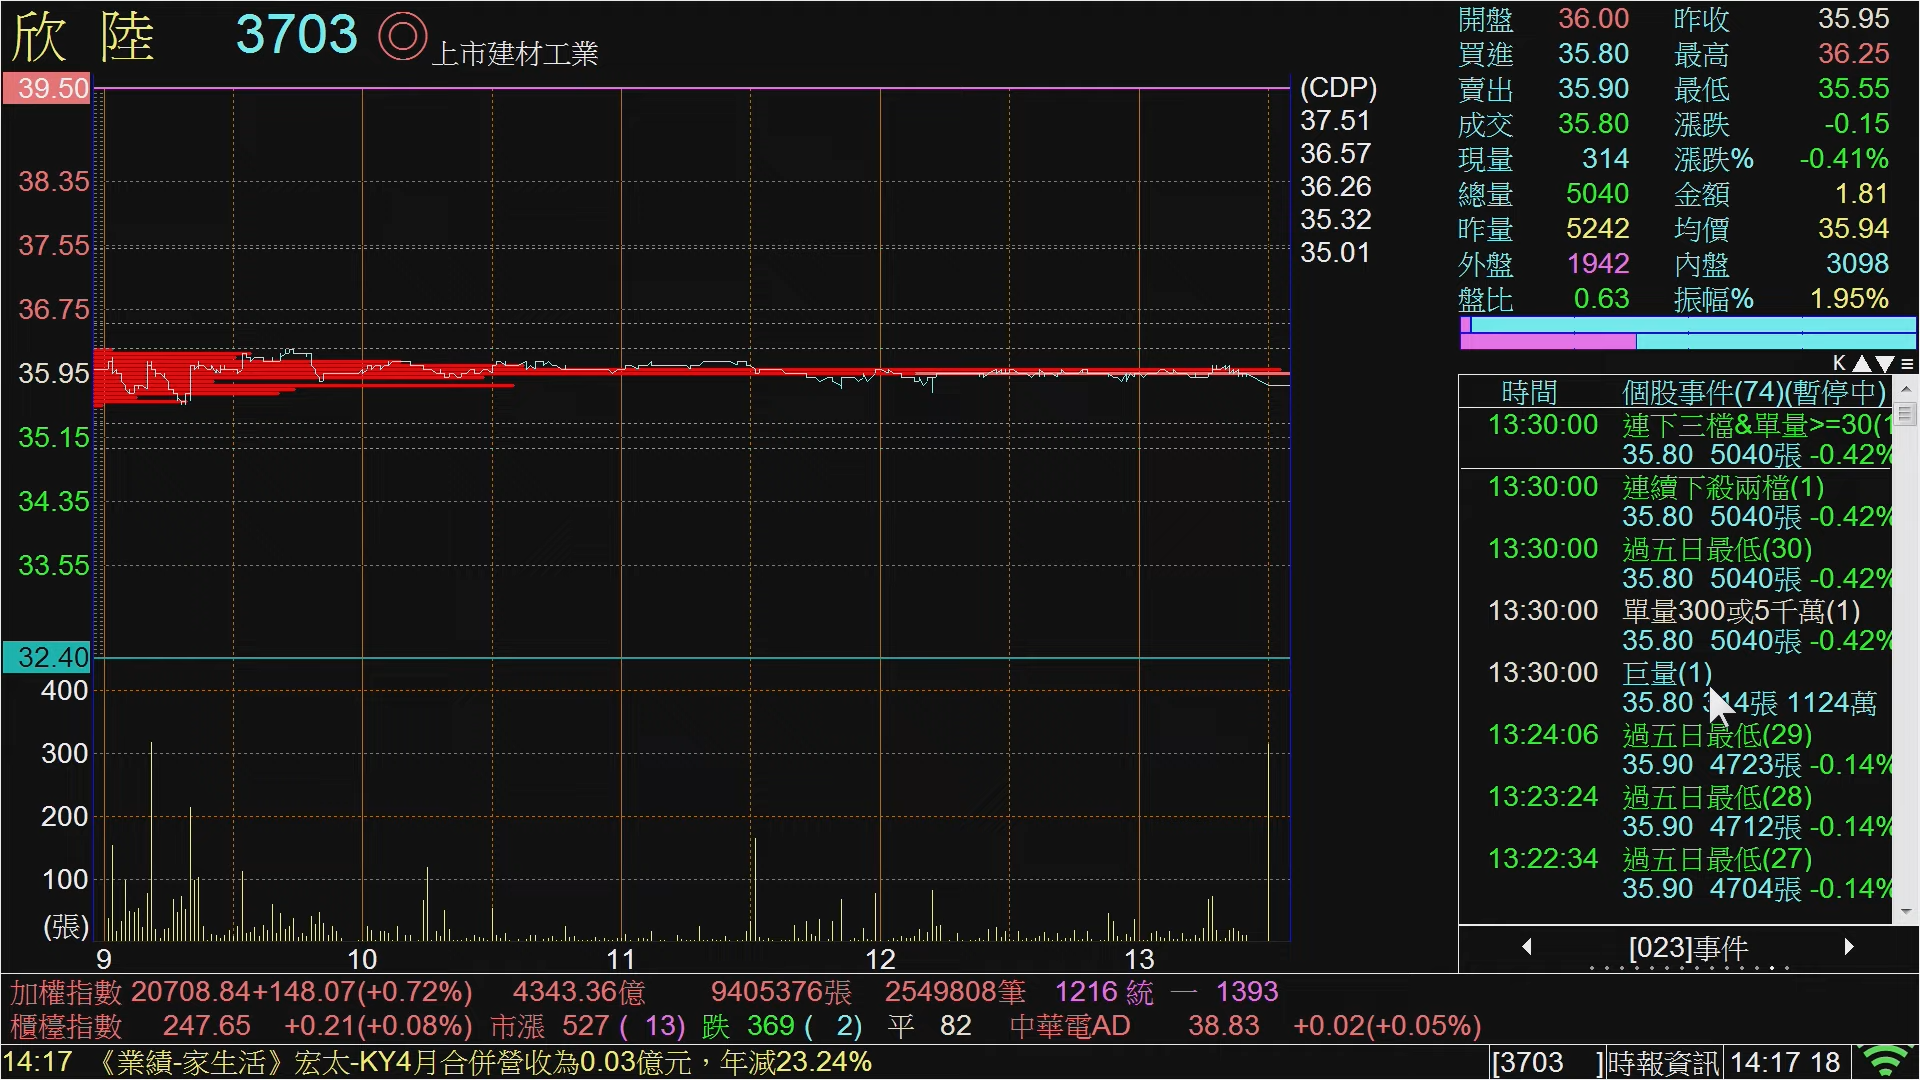 欣 陸 3703 ◎ 上市建材工業
39.50
38.35
37.55
36.75
35.95
35.15
34.35
33.55
32.40
400
300
200
100
(張)
9 10 11 12 13
(CDP)
37.51
36.57
36.26
35.32
35.01
開盤 36.00 昨收 35.95
買進 35.80 最高 36.25
賣出 35.90 最低 35.55
成交 35.80 漲跌 -0.15
現量 314 漲跌% -0.41%
總量 5040 金額 1.81
昨量 5242 均價 35.94
外盤 1942 內盤 3098
盤比 0.63 振幅% 1.95%
K ▲▼≡
時間 個股事件(74)(暫停中)
13:30:00 連下三檔&單量>=30(1
35.80 5040張 -0.42%
13:30:00 連續下殺兩檔(1)
35.80 5040張 -0.42%
13:30:00 過五日最低(30)
35.80 5040張 -0.42%
13:30:00 單量300或5千萬(1)
35.80 5040張 -0.42%
13:30:00 巨量(1)
35.80 314張 1124萬
13:24:06 過五日最低(29)
35.90 4723張 -0.14%
13:23:24 過五日最低(28)
35.90 4712張 -0.14%
13:22:34 過五日最低(27)
35.90 4704張 -0.14%
[023]事件
加權指數 20708.84+148.07(+0.72%) 4343.36億 9405376張 2549808筆 1216 統 一 1393
櫃檯指數 247.65 +0.21(+0.08%) 市漲 527 ( 13) 跌 369 ( 2) 平 82 中華電AD 38.83 +0.02(+0.05%)
14:17 《業績-家生活》宏太-KY4月合併營收為0.03億元，年減23.24% [3703 ]時報資訊 14:17 18